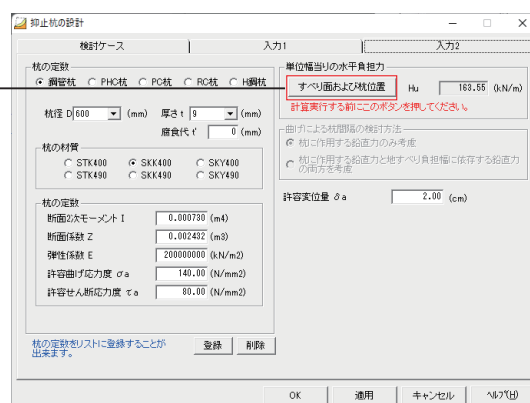 抑止杭の設計
検討ケース 入力1 入力2
杭の定数
鋼管杭 PHC杭 PC杭 RC杭 H鋼杭
杭径 D 600 (mm) 厚さ t 9 (mm)
腐食代 t' 0 (mm)
杭の材質
STK400 SKK400 SKY400
STK490 SKK490 SKY490
杭の定数
断面2次モーメント I 0.000730 (m4)
断面係数 Z 0.002432 (m3)
弾性係数 E 200000000 (kN/m2)
許容曲げ応力度 σa 140.00 (N/mm2)
許容せん断応力度 τa 80.00 (N/mm2)
杭の定数をリストに登録することが
出来ます。
登録 削除
単位幅当りの水平負担力
すべり面および杭位置 Hu 163.55 (kN/m)
計算実行する前にこのボタンを押してください。
曲げによる杭間隔の検討方法
杭に作用する鉛直力のみ考慮
杭に作用する鉛直力と地すべり負担幅に依存する鉛直力
の両方を考慮
許容変位量 δa 2.00 (cm)
OK 適用 キャンセル ヘルプ(H)